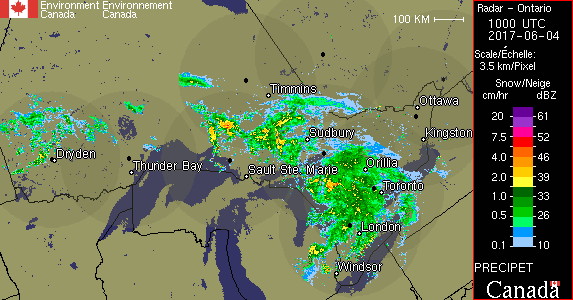 Environment Environnement
Canada Canada
Radar - Ontario
1000 UTC
2017-06-04
100 KM
Scale/Échelle:
3.5 km/Pixel
Snow/Neige
cm/hr dBZ
20 61
7.5 52
4.0 46
2.0 39
1.0 33
0.5 26
0.1 10
PRECIPET
Canada
Timmins
Ottawa
Sudbury
Kingston
Dryden
Thunder Bay
Orillia
Sault Ste. Marie
Toronto
London
Windsor